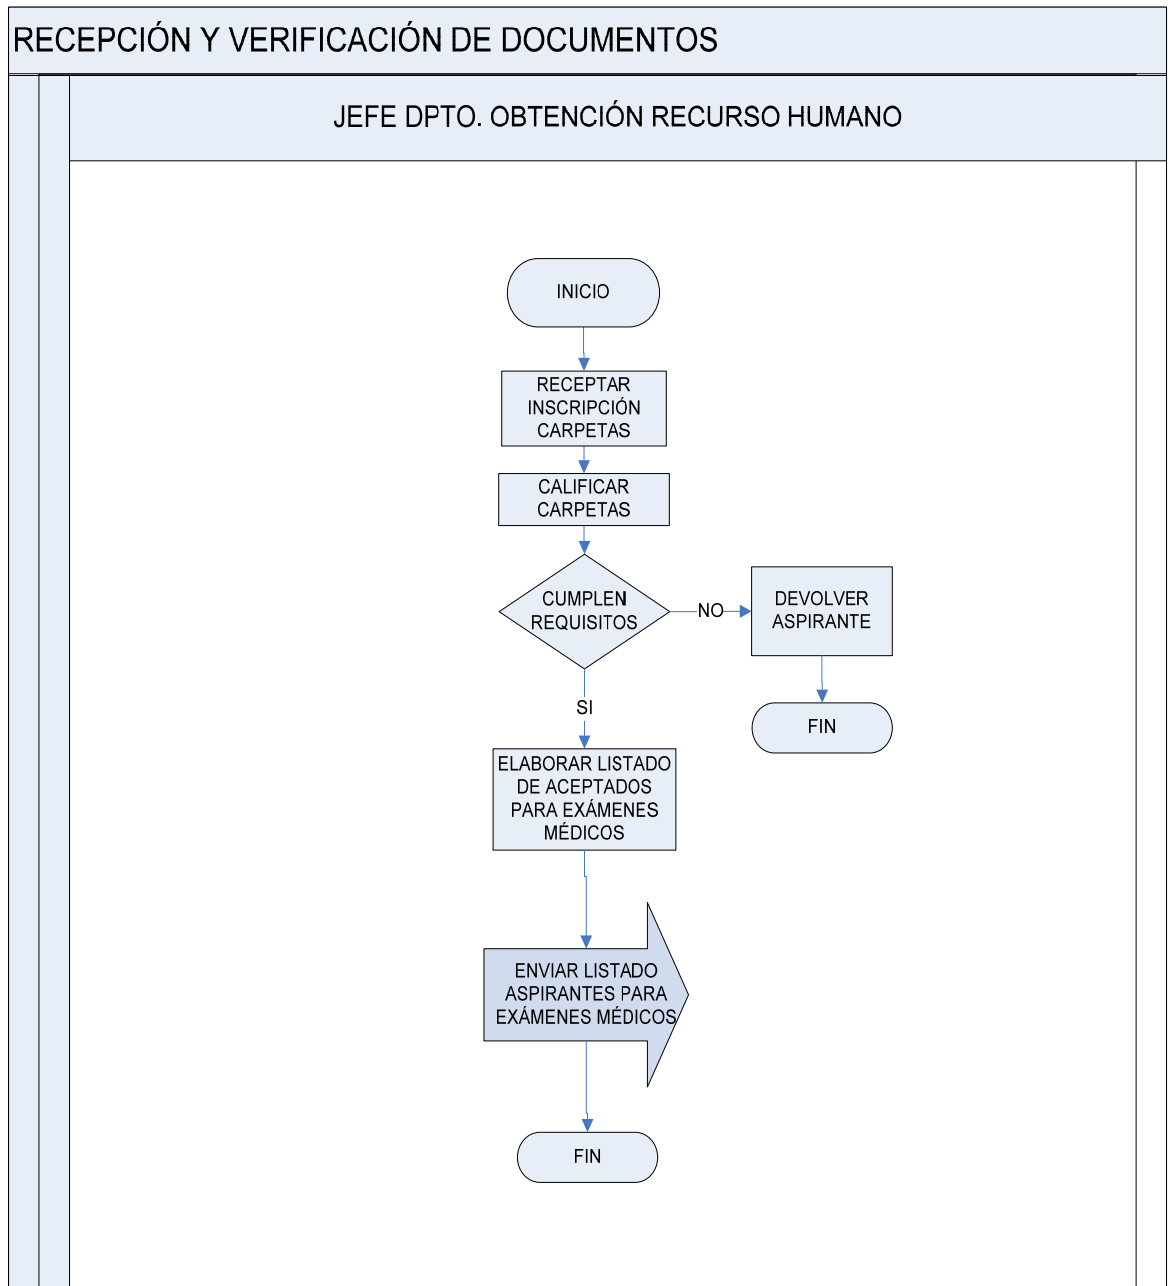 RECEPCIÓN Y VERIFICACIÓN DE DOCUMENTOS
JEFE DPTO. OBTENCIÓN RECURSO HUMANO
INICIO
RECEPTAR
INSCRIPCIÓN
CARPETAS
CALIFICAR
CARPETAS
CUMPLEN
REQUISITOS
NO
DEVOLVER
ASPIRANTE
FIN
SI
ELABORAR LISTADO
DE ACEPTADOS
PARA EXÁMENES
MÉDICOS
ENVIAR LISTADO
ASPIRANTES PARA
EXÁMENES MÉDICOS
FIN